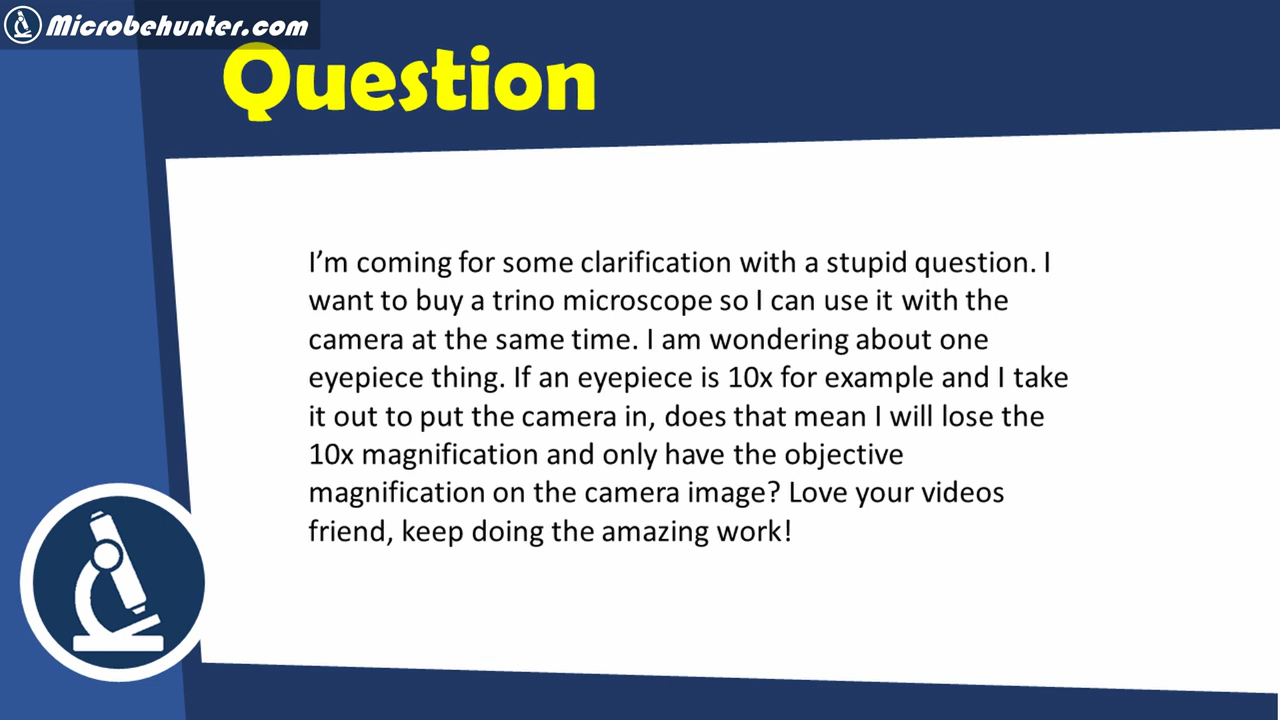 Microbehunter.com
Question
I’m coming for some clarification with a stupid question. I
want to buy a trino microscope so I can use it with the
camera at the same time. I am wondering about one
eyepiece thing. If an eyepiece is 10x for example and I take
it out to put the camera in, does that mean I will lose the
10x magnification and only have the objective
magnification on the camera image? Love your videos
friend, keep doing the amazing work!